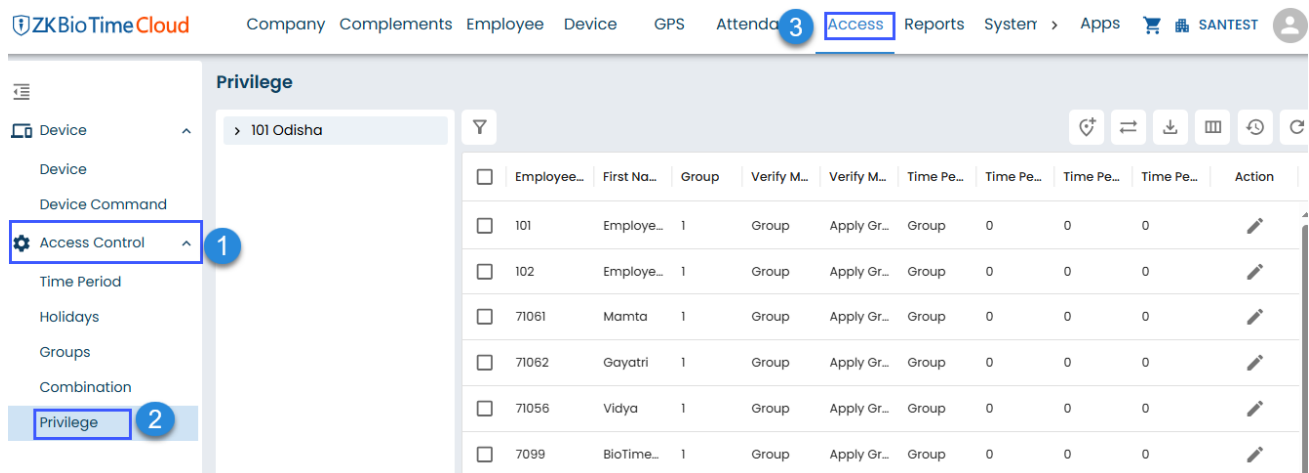 ZKBioTime Cloud Company Complements Employee Device GPS Attenda 3 Access Reports System Apps SANTEST
Privilege
Device
101 Odisha
Device
Employee... First Na... Group Verify M... Verify M... Time Pe... Time Pe... Time Pe... Time Pe... Action
Device Command
101 Employe... 1 Group Apply Gr... Group 0 0 0
Access Control 1
102 Employe... 1 Group Apply Gr... Group 0 0 0
Time Period
Holidays
71061 Mamta 1 Group Apply Gr... Group 0 0 0
Groups
71062 Gayatri 1 Group Apply Gr... Group 0 0 0
Combination
71056 Vidya 1 Group Apply Gr... Group 0 0 0
Privilege 2
7099 BioTime... 1 Group Apply Gr... Group 0 0 0